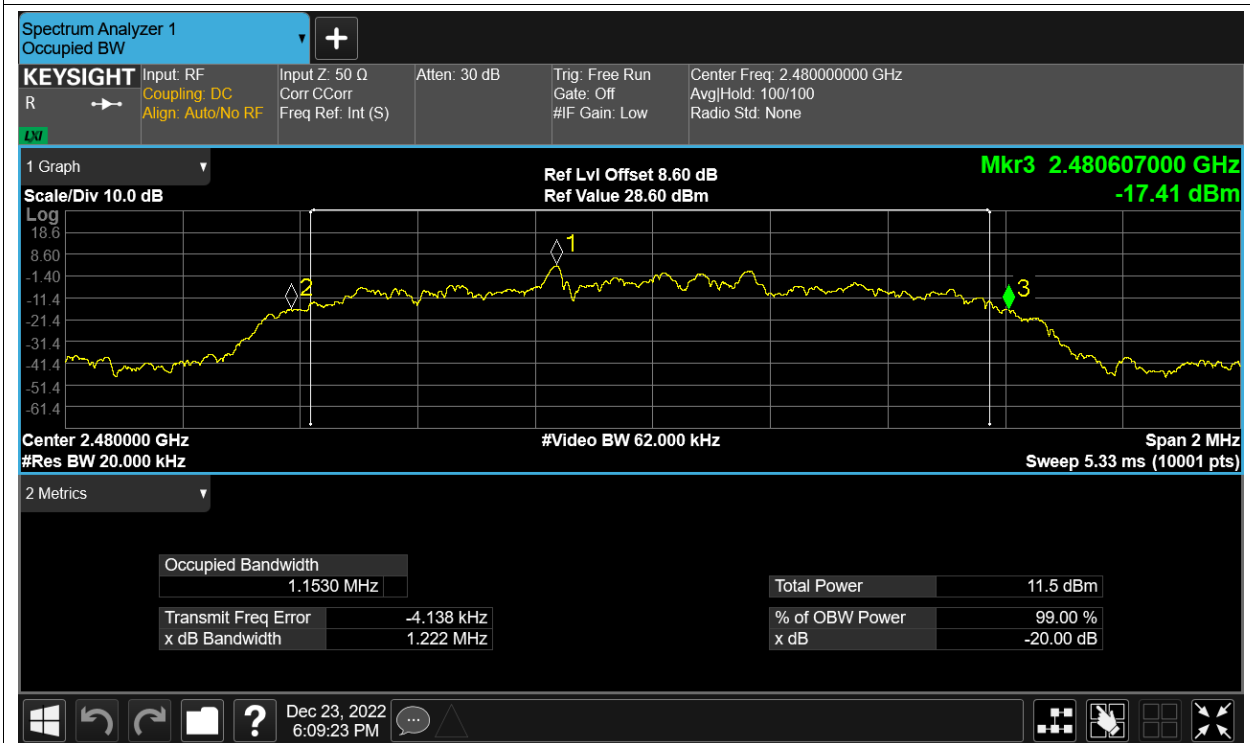 Spectrum Analyzer 1
Occupied BW
KEYSIGHT
R
LXI
Input: RF
Coupling: DC
Align: Auto/No RF
Input Z: 50 Ω
Corr CCorr
Freq Ref: Int (S)
Atten: 30 dB
Trig: Free Run
Gate: Off
#IF Gain: Low
Center Freq: 2.480000000 GHz
Avg|Hold: 100/100
Radio Std: None
1 Graph
Scale/Div 10.0 dB
Ref Lvl Offset 8.60 dB
Ref Value 28.60 dBm
Mkr3 2.480607000 GHz
-17.41 dBm
Log
18.6
8.60
-1.40
-11.4
-21.4
-31.4
-41.4
-51.4
-61.4
1
2
3
Center 2.480000 GHz
#Video BW 62.000 kHz
Span 2 MHz
#Res BW 20.000 kHz
Sweep 5.33 ms (10001 pts)
2 Metrics
Occupied Bandwidth
1.1530 MHz
Transmit Freq Error -4.138 kHz
x dB Bandwidth 1.222 MHz
Total Power 11.5 dBm
% of OBW Power 99.00 %
x dB -20.00 dB
?
Dec 23, 2022
6:09:23 PM